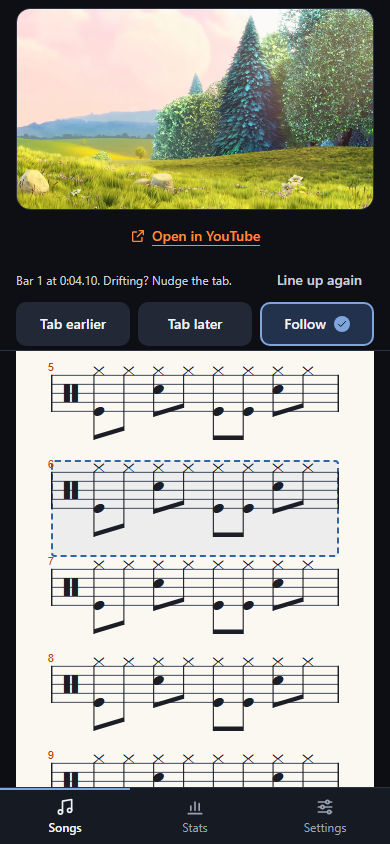 Open in YouTube
Bar 1 at 0:04.10. Drifting? Nudge the tab. Line up again
Tab earlier Tab later Follow
5
6
7
8
9
Songs Stats Settings